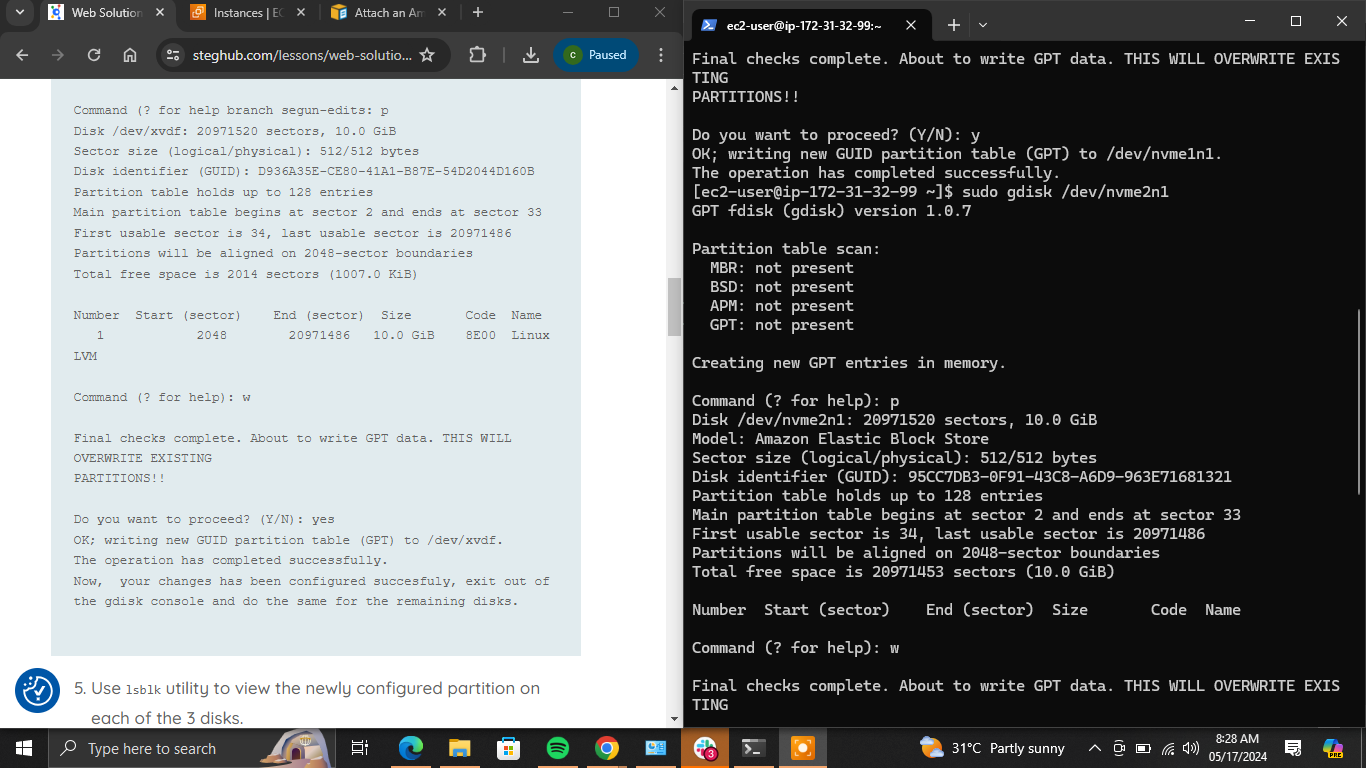 Web Solution
Instances | EC
Attach an Am
steghub.com/lessons/web-solutio...
C Paused
Command (? for help branch segun-edits: p
Disk /dev/xvdf: 20971520 sectors, 10.0 GiB
Sector size (logical/physical): 512/512 bytes
Disk identifier (GUID): D936A35E-CE80-41A1-B87E-54D2044D160B
Partition table holds up to 128 entries
Main partition table begins at sector 2 and ends at sector 33
First usable sector is 34, last usable sector is 20971486
Partitions will be aligned on 2048-sector boundaries
Total free space is 2014 sectors (1007.0 KiB)
Number Start (sector) End (sector) Size Code Name
1 2048 20971486 10.0 GiB 8E00 Linux
LVM
Command (? for help): w
Final checks complete. About to write GPT data. THIS WILL
OVERWRITE EXISTING
PARTITIONS!!
Do you want to proceed? (Y/N): yes
OK; writing new GUID partition table (GPT) to /dev/xvdf.
The operation has completed successfully.
Now, your changes has been configured succesfuly, exit out of
the gdisk console and do the same for the remaining disks.
5. Use lsblk utility to view the newly configured partition on
each of the 3 disks.
ec2-user@ip-172-31-32-99:~
Final checks complete. About to write GPT data. THIS WILL OVERWRITE EXIS
TING
PARTITIONS!!
Do you want to proceed? (Y/N): y
OK; writing new GUID partition table (GPT) to /dev/nvme1n1.
The operation has completed successfully.
[ec2-user@ip-172-31-32-99 ~]$ sudo gdisk /dev/nvme2n1
GPT fdisk (gdisk) version 1.0.7
Partition table scan:
MBR: not present
BSD: not present
APM: not present
GPT: not present
Creating new GPT entries in memory.
Command (? for help): p
Disk /dev/nvme2n1: 20971520 sectors, 10.0 GiB
Model: Amazon Elastic Block Store
Sector size (logical/physical): 512/512 bytes
Disk identifier (GUID): 95CC7DB3-0F91-43C8-A6D9-963E71681321
Partition table holds up to 128 entries
Main partition table begins at sector 2 and ends at sector 33
First usable sector is 34, last usable sector is 20971486
Partitions will be aligned on 2048-sector boundaries
Total free space is 20971453 sectors (10.0 GiB)
Number Start (sector) End (sector) Size Code Name
Command (? for help): w
Final checks complete. About to write GPT data. THIS WILL OVERWRITE EXIS
TING
Type here to search
3
31°C Partly sunny
8:28 AM
05/17/2024
PRE